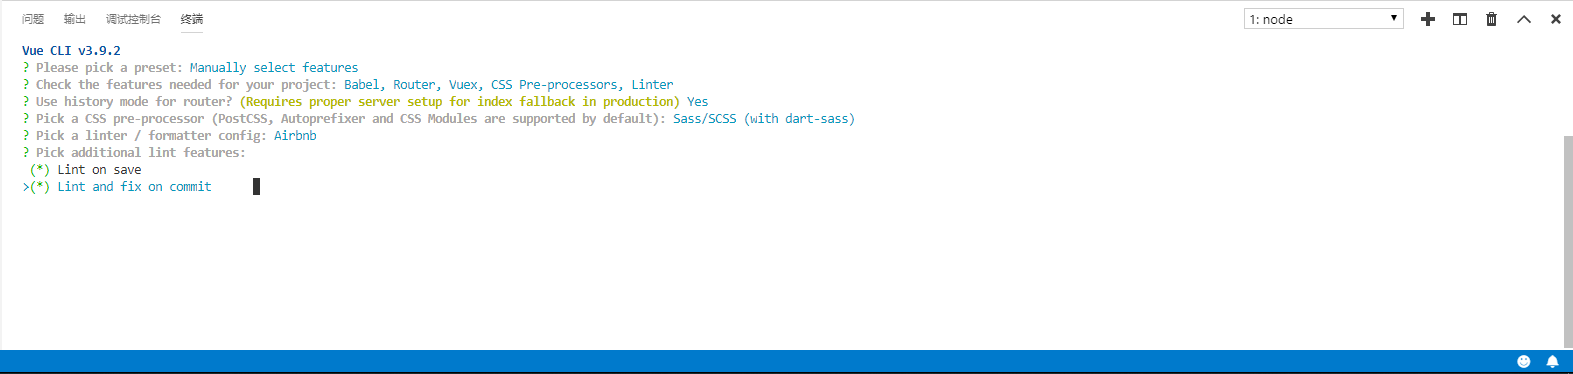 问题 输出 调试控制台 终端 1: node
Vue CLI v3.9.2
? Please pick a preset: Manually select features
? Check the features needed for your project: Babel, Router, Vuex, CSS Pre-processors, Linter
? Use history mode for router? (Requires proper server setup for index fallback in production) Yes
? Pick a CSS pre-processor (PostCSS, Autoprefixer and CSS Modules are supported by default): Sass/SCSS (with dart-sass)
? Pick a linter / formatter config: Airbnb
? Pick additional lint features:
(*) Lint on save
>(*) Lint and fix on commit